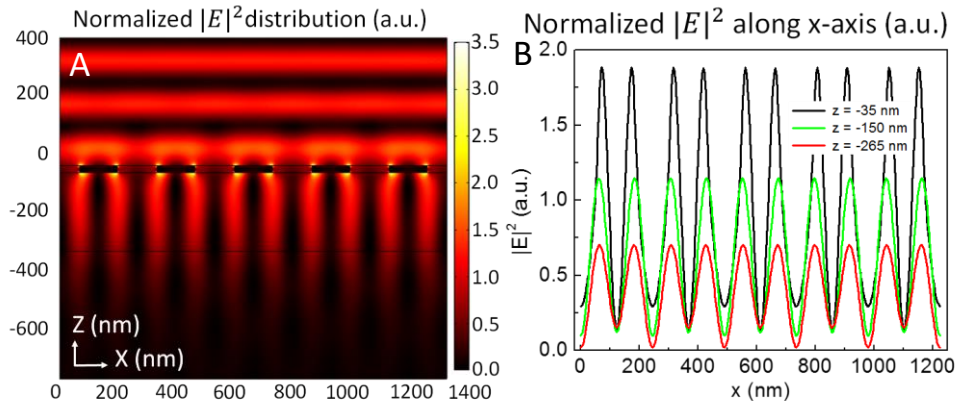 Normalized |E|² distribution (a.u.)
A
400
200
0
-200
-400
-600
Z (nm)
X (nm)
0 200 400 600 800 1000 1200 1400
3.5
3.0
2.5
2.0
1.5
1.0
0.5
0.0
Normalized |E|² along x-axis (a.u.)
B
2.0
1.5
1.0
0.5
0.0
|E|² (a.u.)
z = -35 nm
z = -150 nm
z = -265 nm
0 200 400 600 800 1000 1200
x (nm)